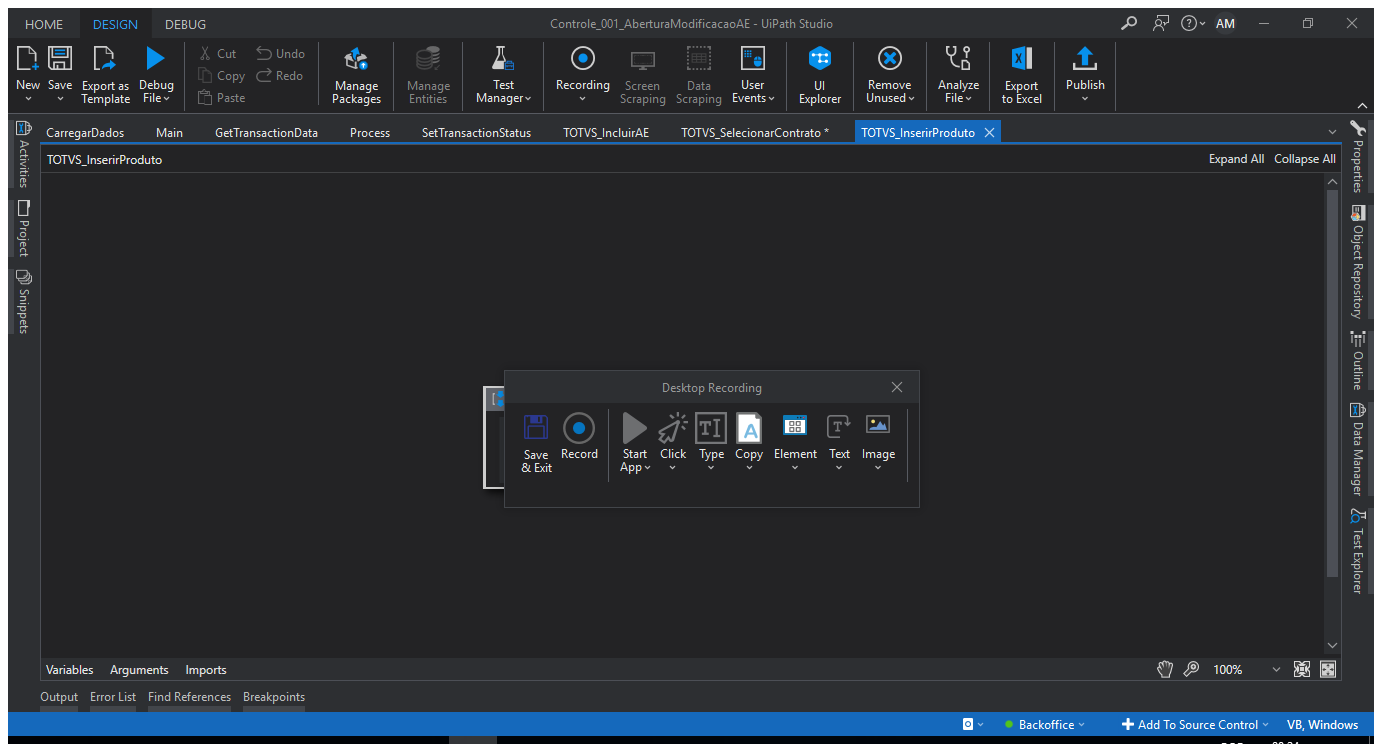 HOME DESIGN DEBUG Controle_001_AberturaModificacaoAE - UiPath Studio AM
New Save Export as Template Debug File Cut Copy Paste Undo Redo Manage Packages Manage Entities Test Manager Recording Screen Scraping Data Scraping User Events UI Explorer Remove Unused Analyze File Export to Excel Publish
CarregarDados Main GetTransactionData Process SetTransactionStatus TOTVS_IncluirAE TOTVS_SelecionarContrato * TOTVS_InserirProduto
TOTVS_InserirProduto Expand All Collapse All
Activities
Project
Snippets
Desktop Recording
Save & Exit Record Start App Click Type Copy Element Text Image
Properties
Object Repository
Outline
Data Manager
Test Explorer
Variables Arguments Imports 100%
Output Error List Find References Breakpoints
Backoffice Add To Source Control VB, Windows